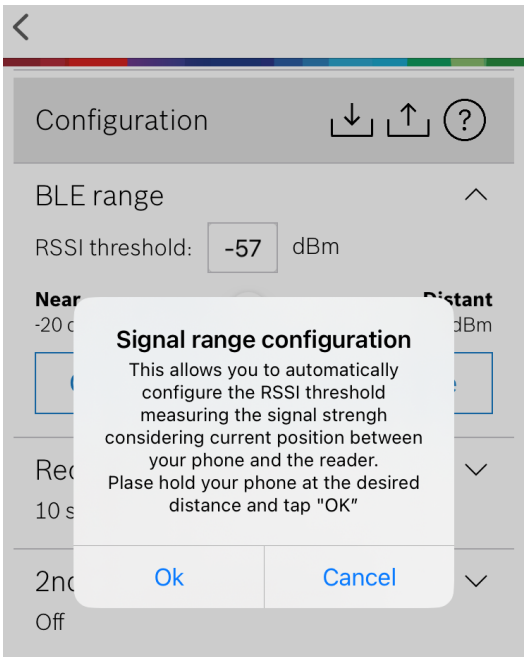 Configuration ?
BLE range
RSSI threshold: -57 dBm
Near Distant
-20 dBm
Signal range configuration
This allows you to automatically
configure the RSSI threshold
measuring the signal strengh
considering current position between
your phone and the reader.
Plase hold your phone at the desired
distance and tap "OK”
10 s
Ok Cancel
2nd
Off